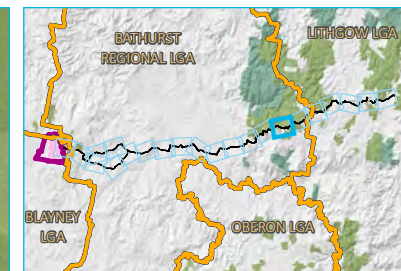 BATHURST
REGIONAL LGA
LITHGOW LGA
BLAYNEY
LGA
OBERON LGA